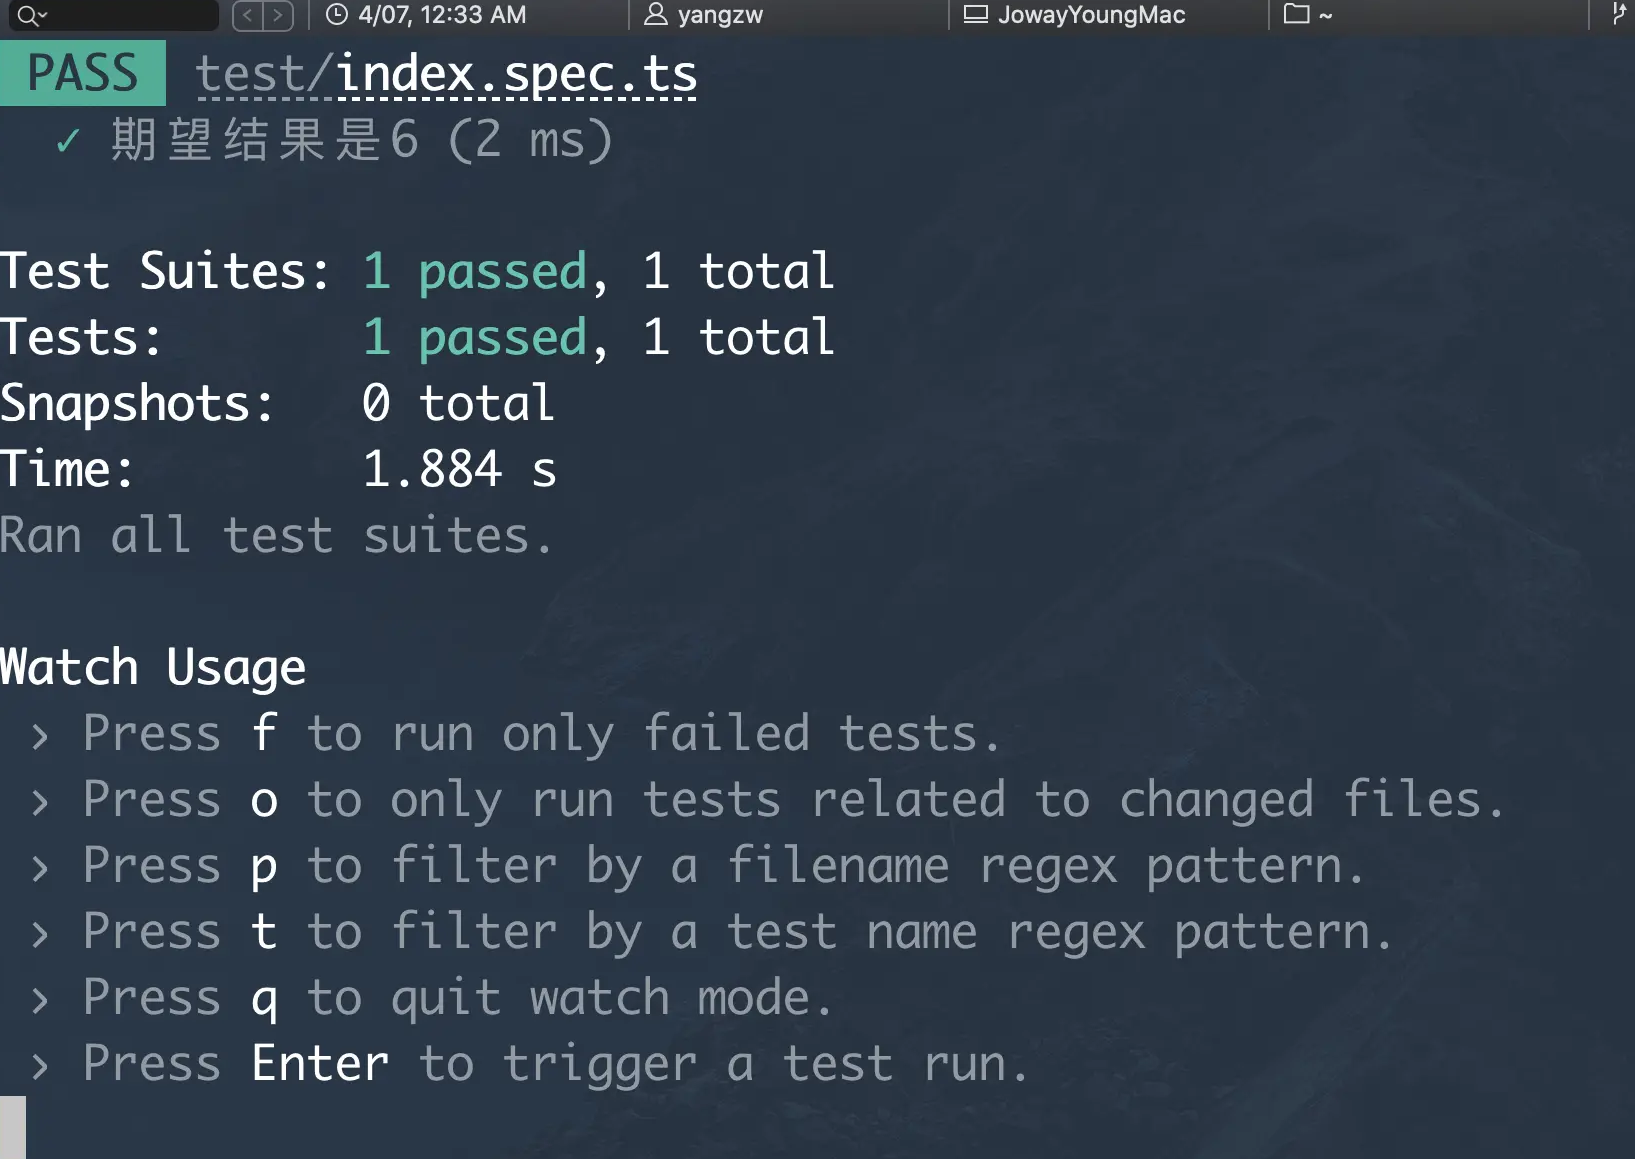 4/07, 12:33 AM yangzw JowayYoungMac ~
PASS test/index.spec.ts
✓ 期望结果是6 (2 ms)
Test Suites: 1 passed, 1 total
Tests: 1 passed, 1 total
Snapshots: 0 total
Time: 1.884 s
Ran all test suites.
Watch Usage
› Press f to run only failed tests.
› Press o to only run tests related to changed files.
› Press p to filter by a filename regex pattern.
› Press t to filter by a test name regex pattern.
› Press q to quit watch mode.
› Press Enter to trigger a test run.